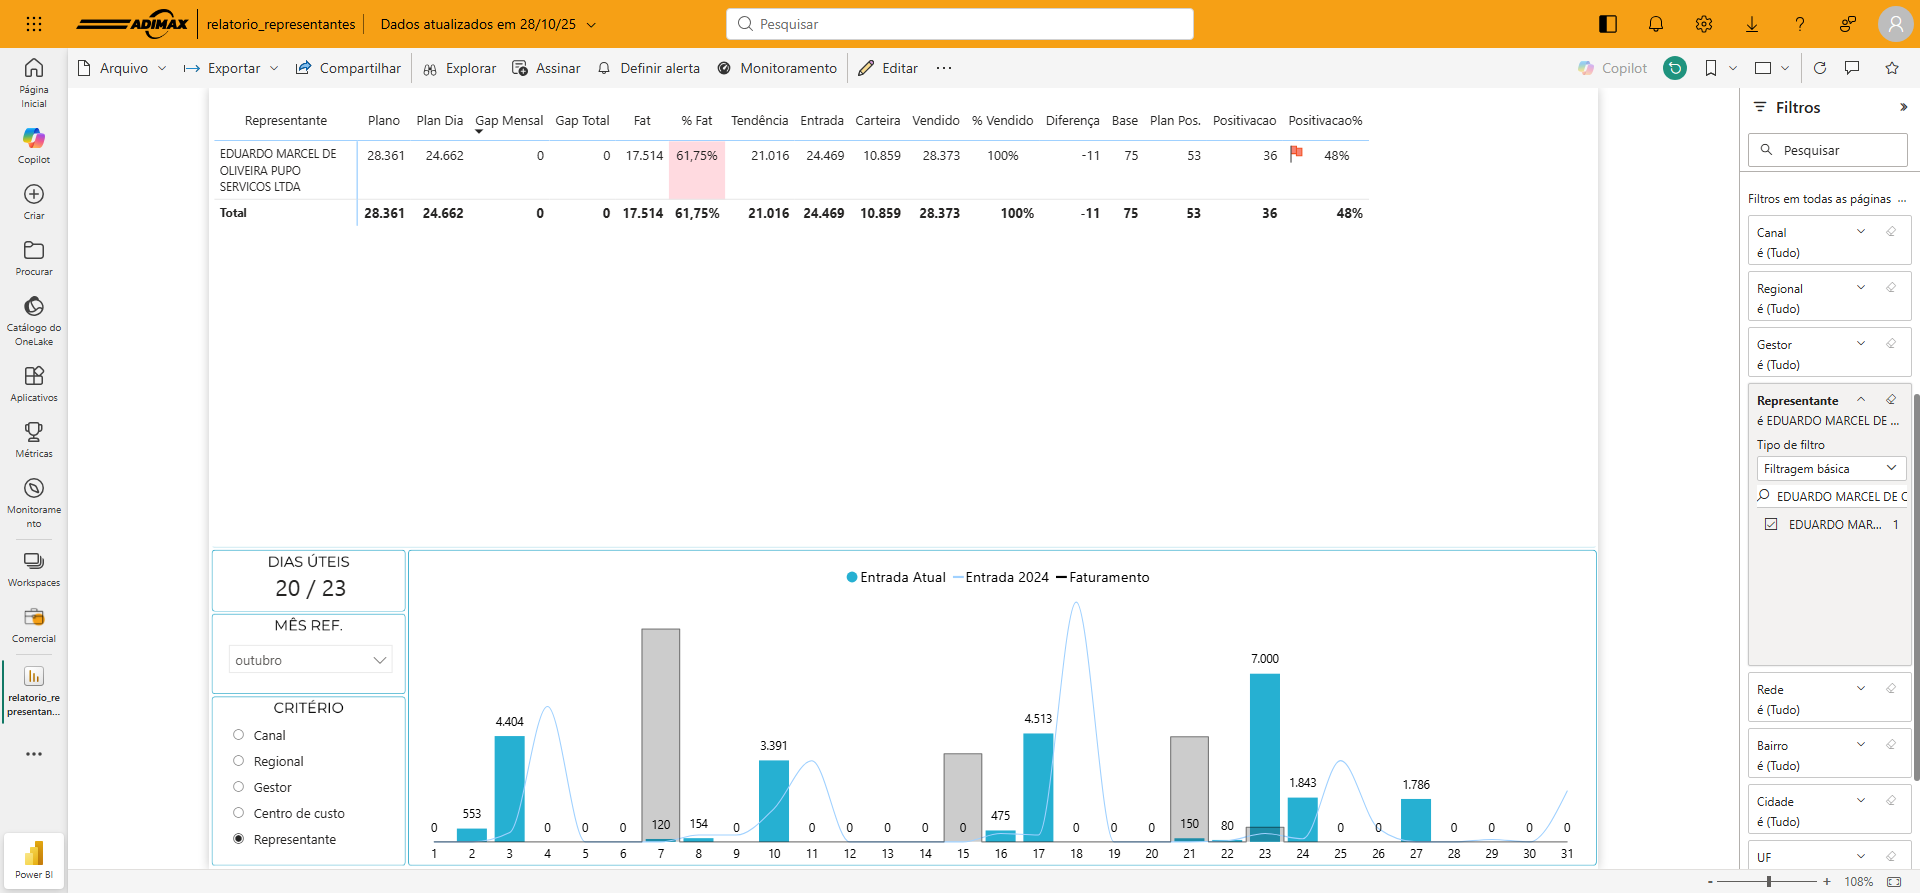 ADIMAX
relatorio_representantes
Dados atualizados em 28/10/25
Pesquisar
Arquivo
Exportar
Compartilhar
Explorar
Assinar
Definir alerta
Monitoramento
Editar
Copilot
Página
Inicial
Copilot
Criar
Procurar
Catálogo do
OneLake
Aplicativos
Métricas
Monitorame
nto
Workspaces
Comercial
relatorio_re
presentan...
Power BI
Representante Plano Plan Dia Gap Mensal Gap Total Fat % Fat Tendência Entrada Carteira Vendido % Vendido Diferença Base Plan Pos. Positivacao Positivacao%
EDUARDO MARCEL DE 28.361 24.662 0 0 17.514 61,75% 21.016 24.469 10.859 28.373 100% -11 75 53 36 48%
OLIVEIRA PUPO
SERVICOS LTDA
Total 28.361 24.662 0 0 17.514 61,75% 21.016 24.469 10.859 28.373 100% -11 75 53 36 48%
DIAS ÚTEIS
20 / 23
MÊS REF.
outubro
CRITÉRIO
Canal
Regional
Gestor
Centro de custo
Representante
Entrada Atual Entrada 2024 Faturamento
0 553 4.404 0 0 0 120 154 0 3.391 0 0 0 0 0 475 4.513 0 0 0 150 80 7.000 1.843 0 0 1.786 0 0 0 0
1 2 3 4 5 6 7 8 9 10 11 12 13 14 15 16 17 18 19 20 21 22 23 24 25 26 27 28 29 30 31
Filtros
Pesquisar
Filtros em todas as páginas ...
Canal
é (Tudo)
Regional
é (Tudo)
Gestor
é (Tudo)
Representante
é EDUARDO MARCEL DE ...
Tipo de filtro
Filtragem básica
EDUARDO MARCEL DE O
EDUARDO MAR... 1
Rede
é (Tudo)
Bairro
é (Tudo)
Cidade
é (Tudo)
UF
- + 108%